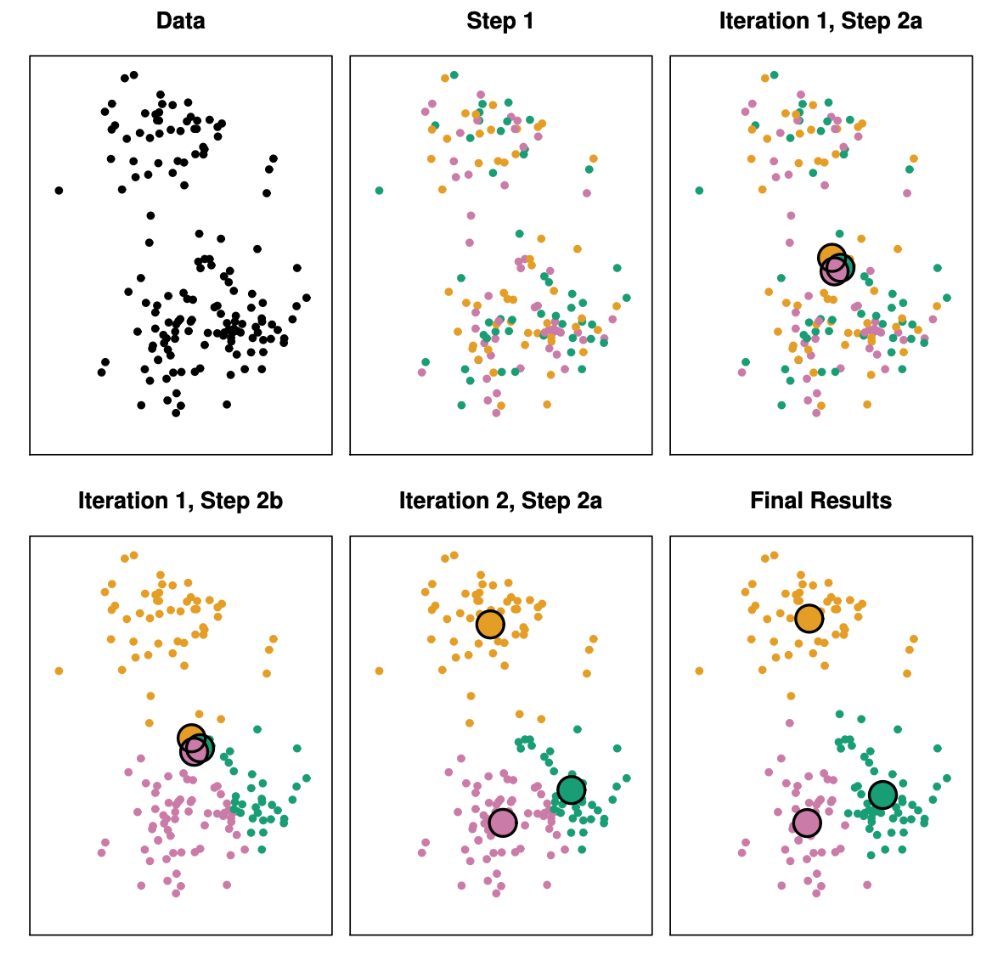 Data
Step 1
Iteration 1, Step 2a
Iteration 1, Step 2b
Iteration 2, Step 2a
Final Results